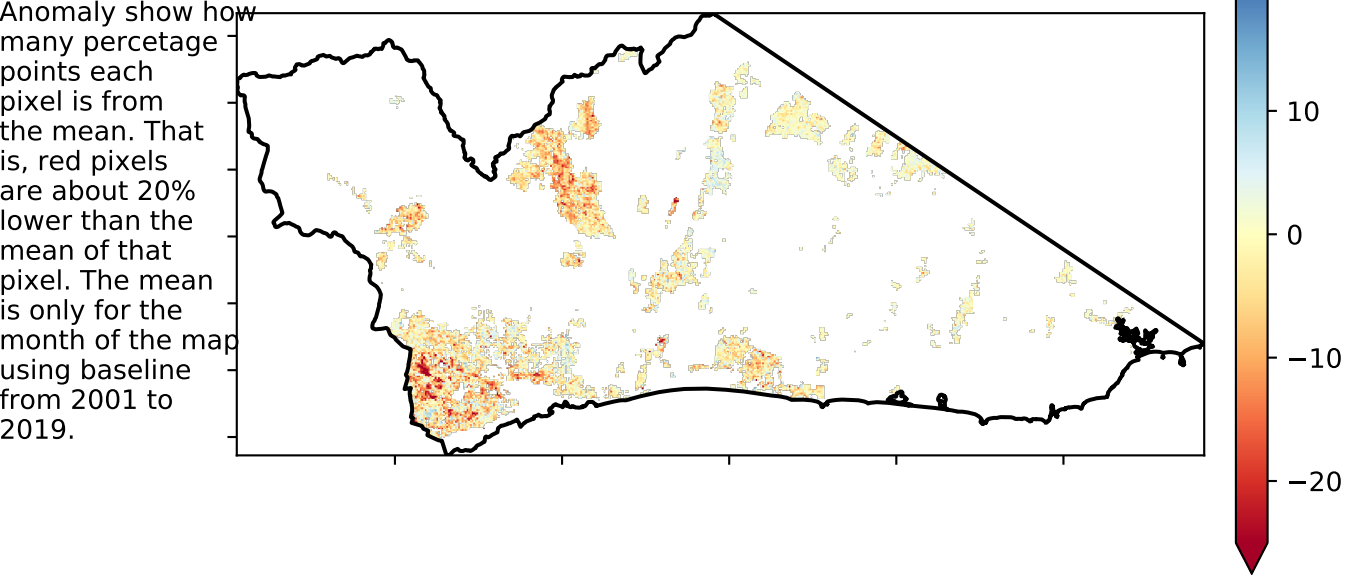 Anomaly show how
many percetage
points each
pixel is from
the mean. That
is, red pixels
are about 20%
lower than the
mean of that
pixel. The mean
is only for the
month of the map
using baseline
from 2001 to
2019.
10
0
−10
−20